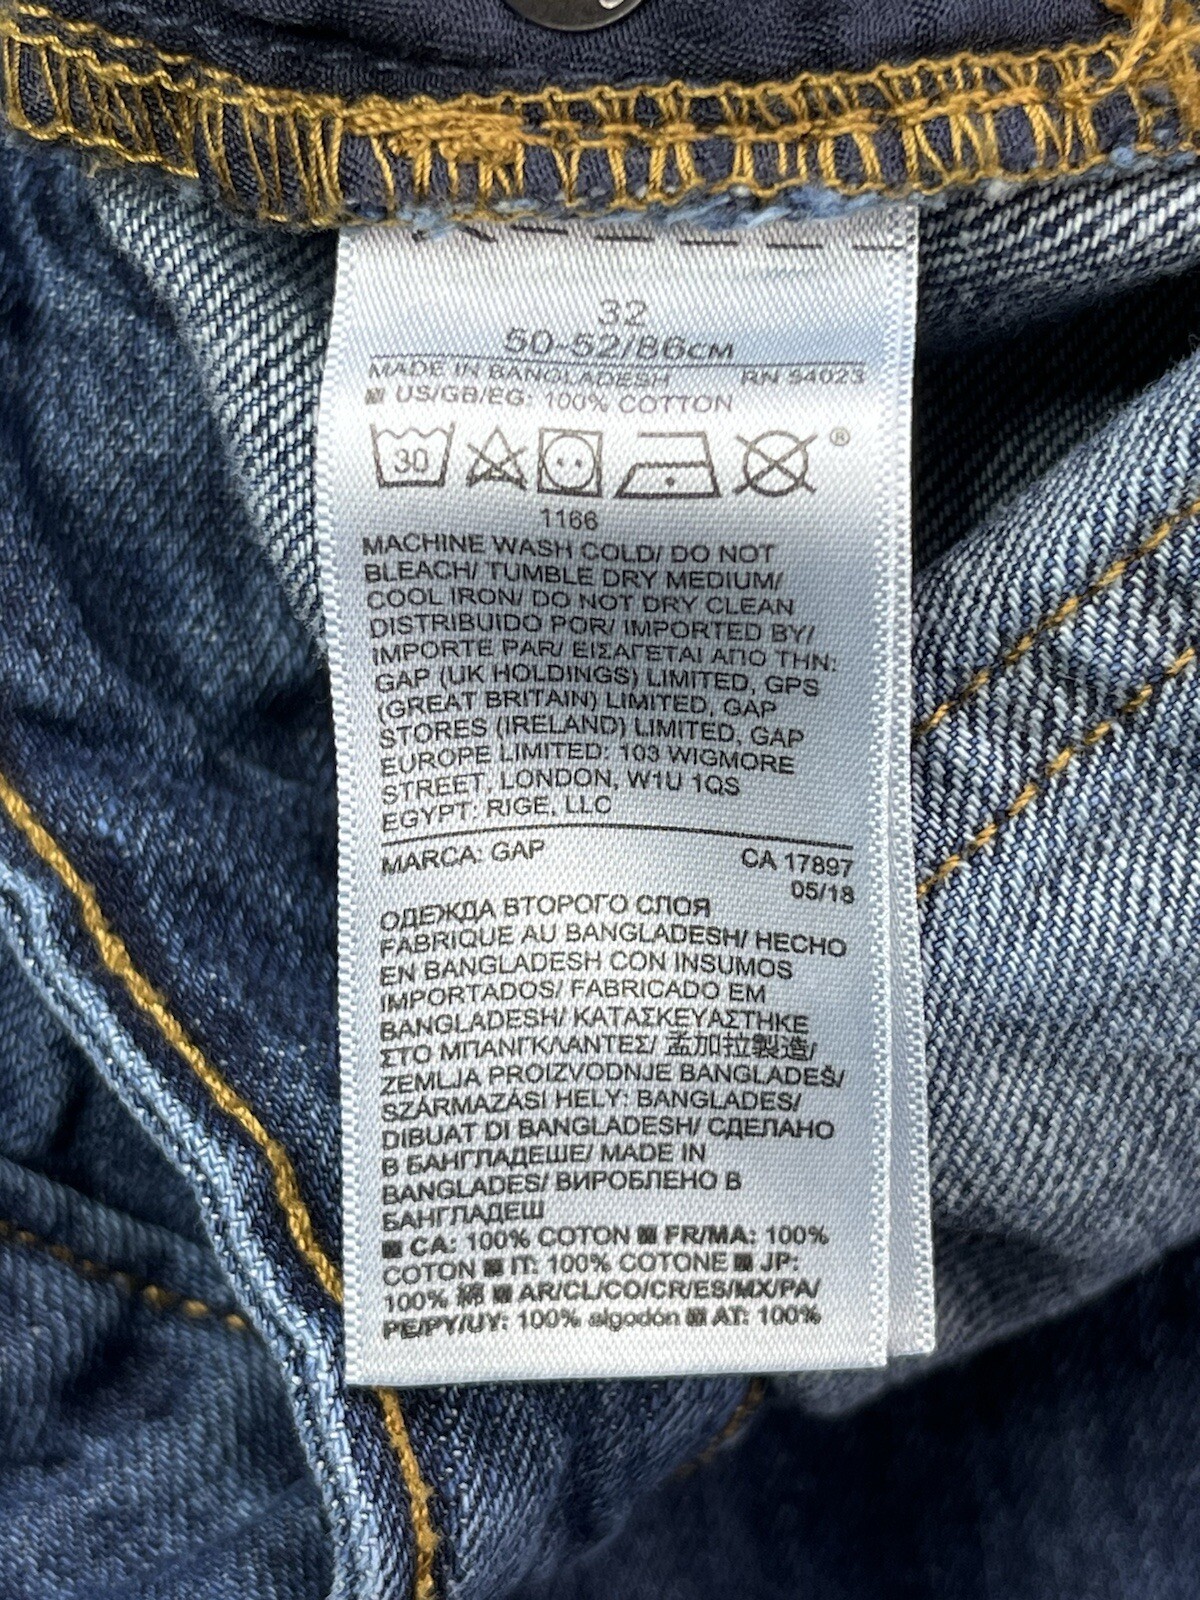 32
50-52/86CM
MADE IN BANGLADESH RN 54023
US/GB/EG: 100% COTTON
30 ®
1166
MACHINE WASH COLD/ DO NOT
BLEACH/ TUMBLE DRY MEDIUM/
COOL IRON/ DO NOT DRY CLEAN
DISTRIBUIDO POR/ IMPORTED BY/
IMPORTE PAR/ ΕΙΣΑΓΕΤΑΙ ΑΠΟ ΤΗΝ:
GAP (UK HOLDINGS) LIMITED, GPS
(GREAT BRITAIN) LIMITED, GAP
STORES (IRELAND) LIMITED, GAP
EUROPE LIMITED: 103 WIGMORE
STREET, LONDON, W1U 1QS
EGYPT: RIGE, LLC
MARCA: GAP CA 17897
05/18
ОДЕЖДА ВТОРОГО СЛОЯ
FABRIQUE AU BANGLADESH/ HECHO
EN BANGLADESH CON INSUMOS
IMPORTADOS/ FABRICADO EM
BANGLADESH/ ΚΑΤΑΣΚΕΥΑΣΤΗΚΕ
ΣΤΟ ΜΠΑΝΓΚΛΑΝΤΕΣ/ 孟加拉製造/
ZEMLJA PROIZVODNJE BANGLADEŠ/
SZÁRMAZÁSI HELY: BANGLADES/
DIBUAT DI BANGLADESH/ СДЕЛАНО
В БАНГЛАДЕШЕ/ MADE IN
BANGLADES/ ВИРОБЛЕНО В
БАНГЛАДЕШ
CA: 100% COTON FR/MA: 100%
COTON IT: 100% COTONE JP:
100% 綿 AR/CL/CO/CR/ES/MX/PA/
PE/PY/UY: 100% algodón AT: 100%